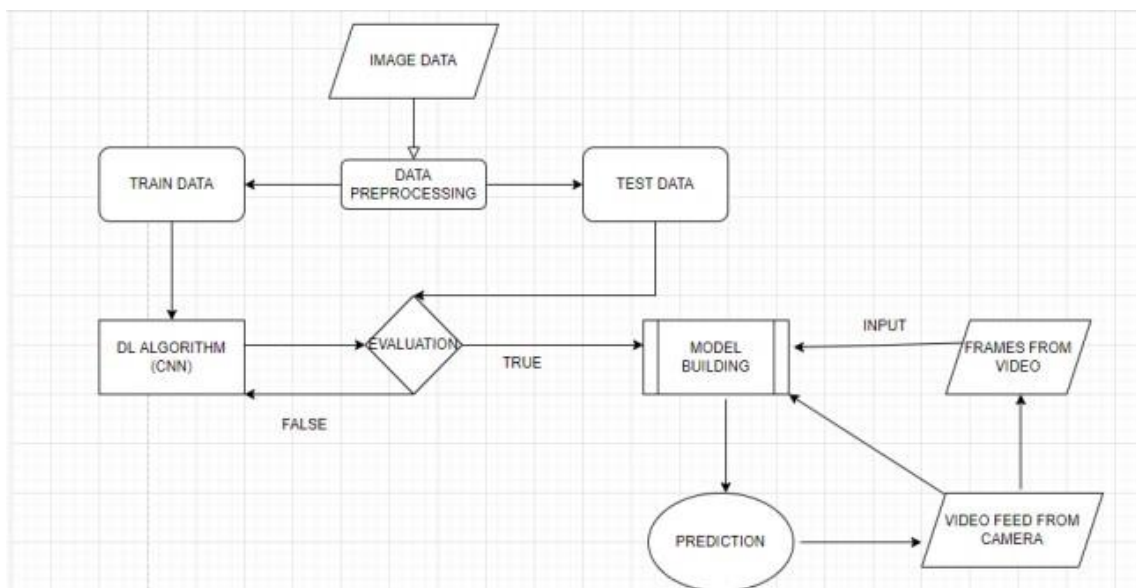 IMAGE DATA
TRAIN DATA
DATA
PREPROCESSING
TEST DATA
DL ALGORITHM
(CNN)
EVALUATION
TRUE
FALSE
MODEL
BUILDING
INPUT
FRAMES FROM
VIDEO
PREDICTION
VIDEO FEED FROM
CAMERA